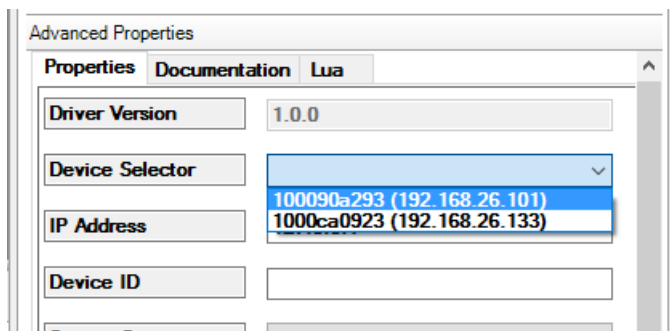 Advanced Properties
Properties Documentation Lua
Driver Version 1.0.0
Device Selector
100090a293 (192.168.26.101)
1000ca0923 (192.168.26.133)
IP Address
Device ID